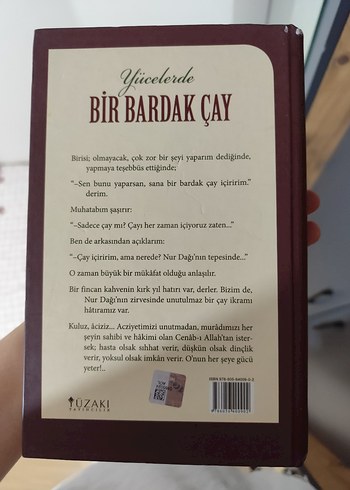 Yücelerde
BİR BARDAK ÇAY
Birisi; olmayacak, çok zor bir şeyi yaparım dediğinde,
yapmaya teşebbüs ettiğinde;
"–Sen bunu yaparsan, sana bir bardak çay içiririm."
derim.
Muhatabım şaşırır:
"–Sadece çay mı? Çayı her zaman içiyoruz zaten..."
Ben de arkasından açıklarım:
"–Çay içiririm, ama nerede? Nur Dağı'nın tepesinde..."
O zaman büyük bir mükâfat olduğu anlaşılır.
Bir fincan kahvenin kırk yıl hatırı var, derler. Bizim de,
Nur Dağı'nın zirvesinde unutulmaz bir çay ikramı
hâtıramız var.
Kuluz, âciziz... Acziyetimizi unutmadan, murâdımızı her
şeyin sahibi ve hâkimi olan Cenâb-ı Allah'tan ister-
sek; hasta olsak sıhhat verir, düşkün olsak dinçlik
verir, yoksul olsak imkân verir. O'nun her şeye gücü
yeter!..
YÜZAKI
YAYINCILIK